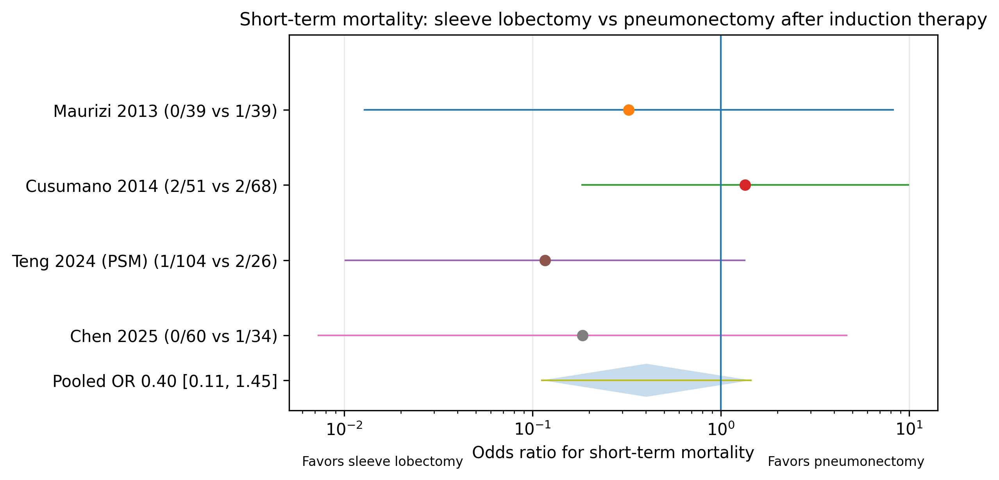 Short-term mortality: sleeve lobectomy vs pneumonectomy after induction therapy
Maurizi 2013 (0/39 vs 1/39)
Cusumano 2014 (2/51 vs 2/68)
Teng 2024 (PSM) (1/104 vs 2/26)
Chen 2025 (0/60 vs 1/34)
Pooled OR 0.40 [0.11, 1.45]
10⁻² 10⁻¹ 10⁰ 10¹
Odds ratio for short-term mortality
Favors sleeve lobectomy
Favors pneumonectomy